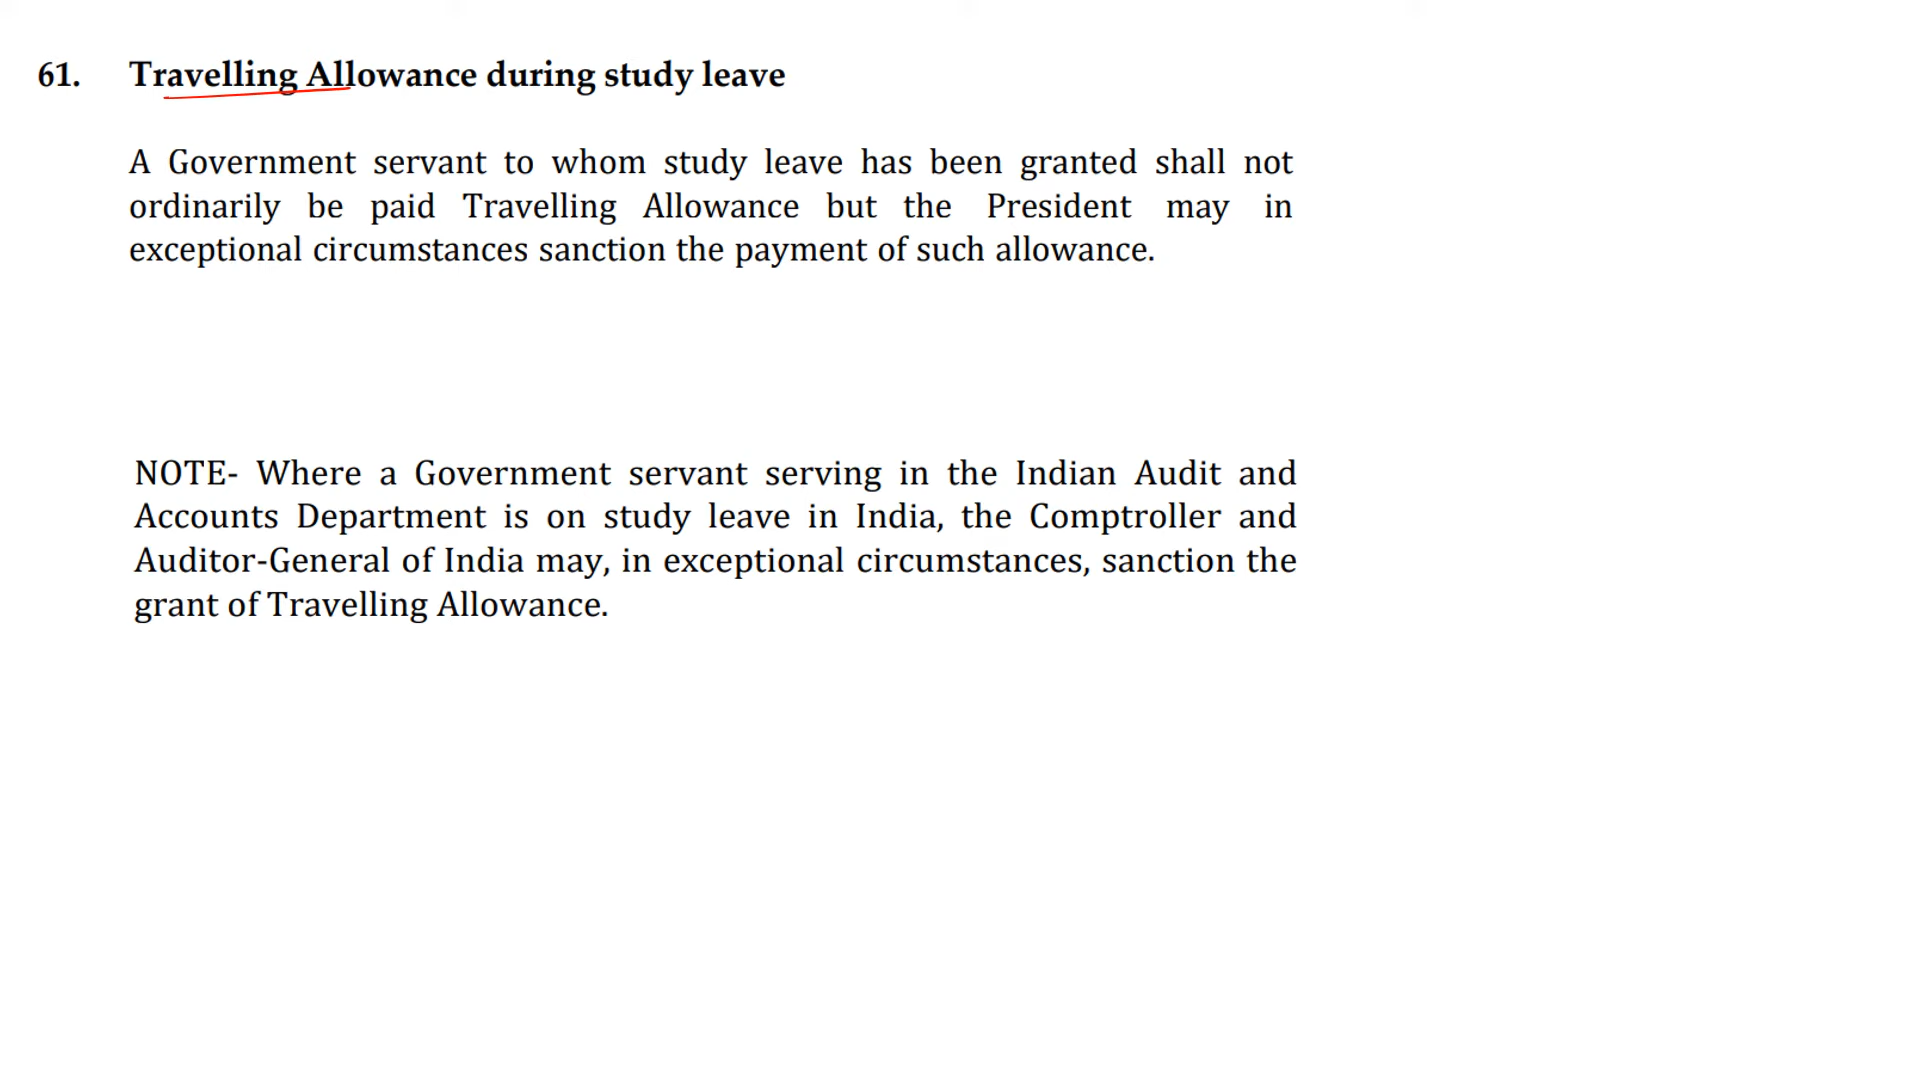 61. Travelling Allowance during study leave
A Government servant to whom study leave has been granted shall not
ordinarily be paid Travelling Allowance but the President may in
exceptional circumstances sanction the payment of such allowance.
NOTE- Where a Government servant serving in the Indian Audit and
Accounts Department is on study leave in India, the Comptroller and
Auditor-General of India may, in exceptional circumstances, sanction the
grant of Travelling Allowance.